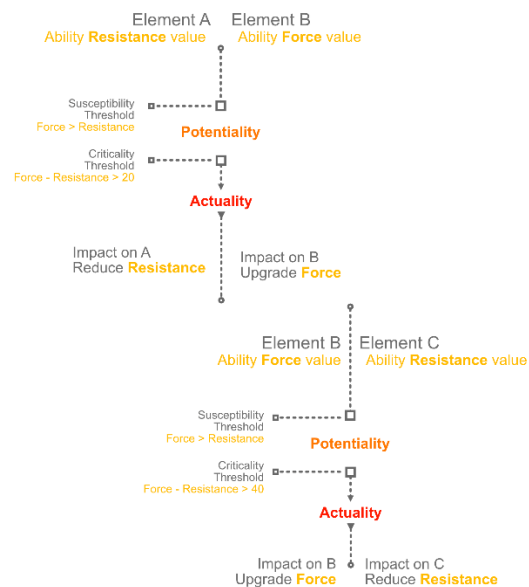 Element A Element B
Ability Resistance value Ability Force value
Susceptibility
Threshold
Force > Resistance
Potentiality
Criticality
Threshold
Force - Resistance > 20
Actuality
Impact on A
Reduce Resistance
Impact on B
Upgrade Force
Element B Element C
Ability Force value Ability Resistance value
Susceptibility
Threshold
Force > Resistance
Potentiality
Criticality
Threshold
Force - Resistance > 40
Actuality
Impact on B
Upgrade Force
Impact on C
Reduce Resistance